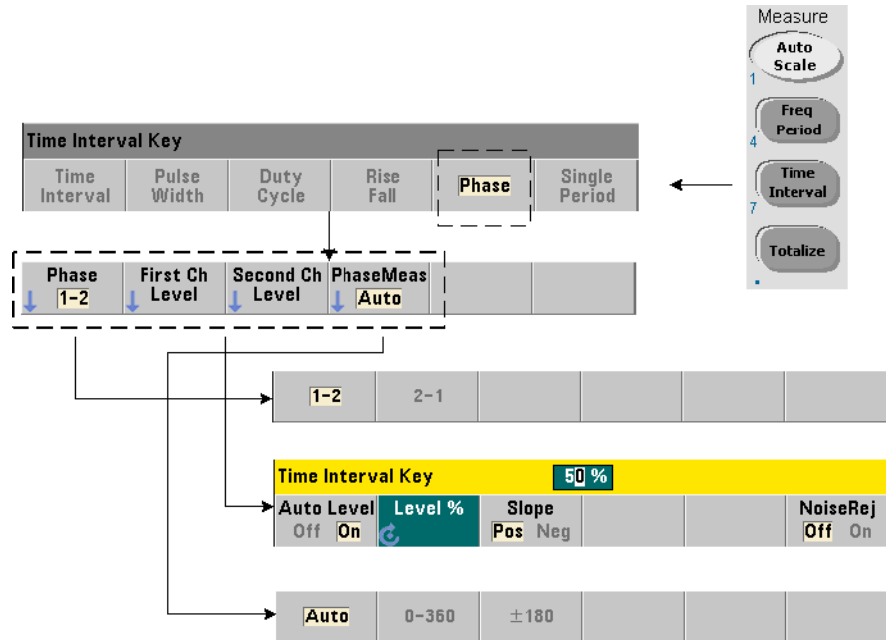 Measure
Auto
Scale
1
Freq
Period
4
Time
Interval
7
Totalize
.
Time Interval Key
Time
Interval
Pulse
Width
Duty
Cycle
Rise
Fall
Phase
Single
Period
Phase
1-2
First Ch
Level
Second Ch
Level
PhaseMeas
Auto
1-2
2-1
Time Interval Key
50 %
Auto Level
Off On
Level %
Slope
Pos Neg
NoiseRej
Off On
Auto
0-360
±180